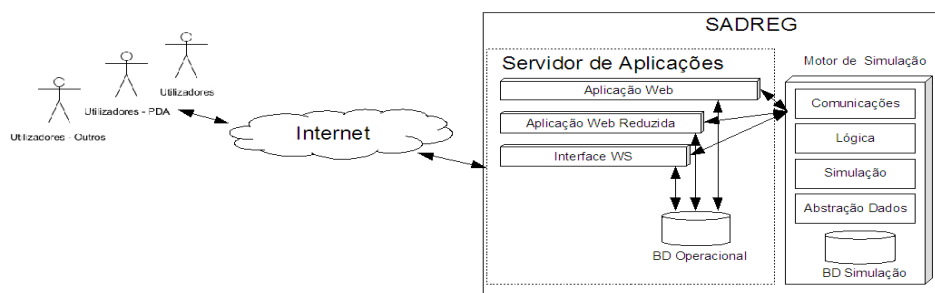 SADREG
Servidor de Aplicações
Motor de Simulação
Utilizadores
Utilizadores - PDA
Utilizadores - Outros
Internet
Aplicação Web
Aplicação Web Reduzida
Interface WS
BD Operacional
Comunicações
Lógica
Simulação
Abstração Dados
BD Simulação